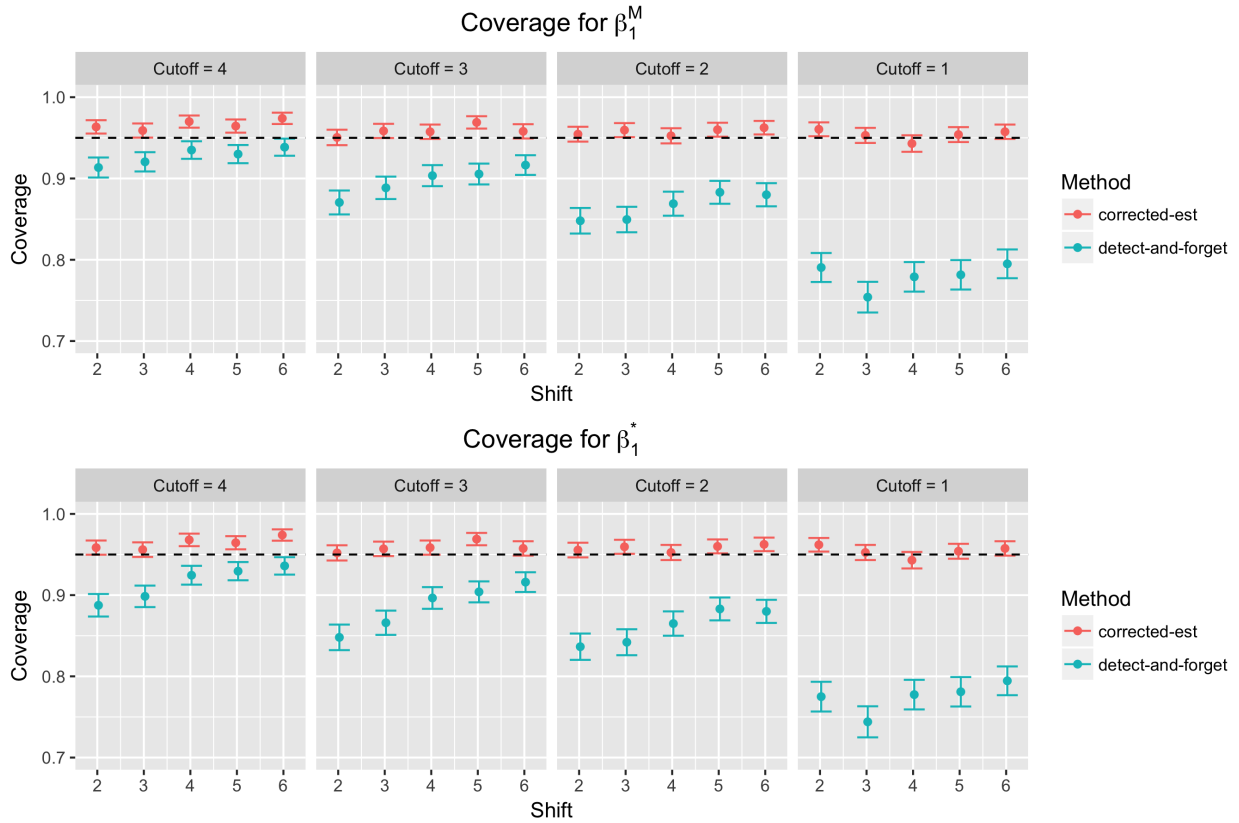 Coverage for β₁ᴹ
Cutoff = 4 Cutoff = 3 Cutoff = 2 Cutoff = 1
Coverage
1.0
0.9
0.8
0.7
2 3 4 5 6 2 3 4 5 6 2 3 4 5 6 2 3 4 5 6
Shift
Method
corrected-est
detect-and-forget
Coverage for β₁*
Cutoff = 4 Cutoff = 3 Cutoff = 2 Cutoff = 1
Coverage
1.0
0.9
0.8
0.7
2 3 4 5 6 2 3 4 5 6 2 3 4 5 6 2 3 4 5 6
Shift
Method
corrected-est
detect-and-forget